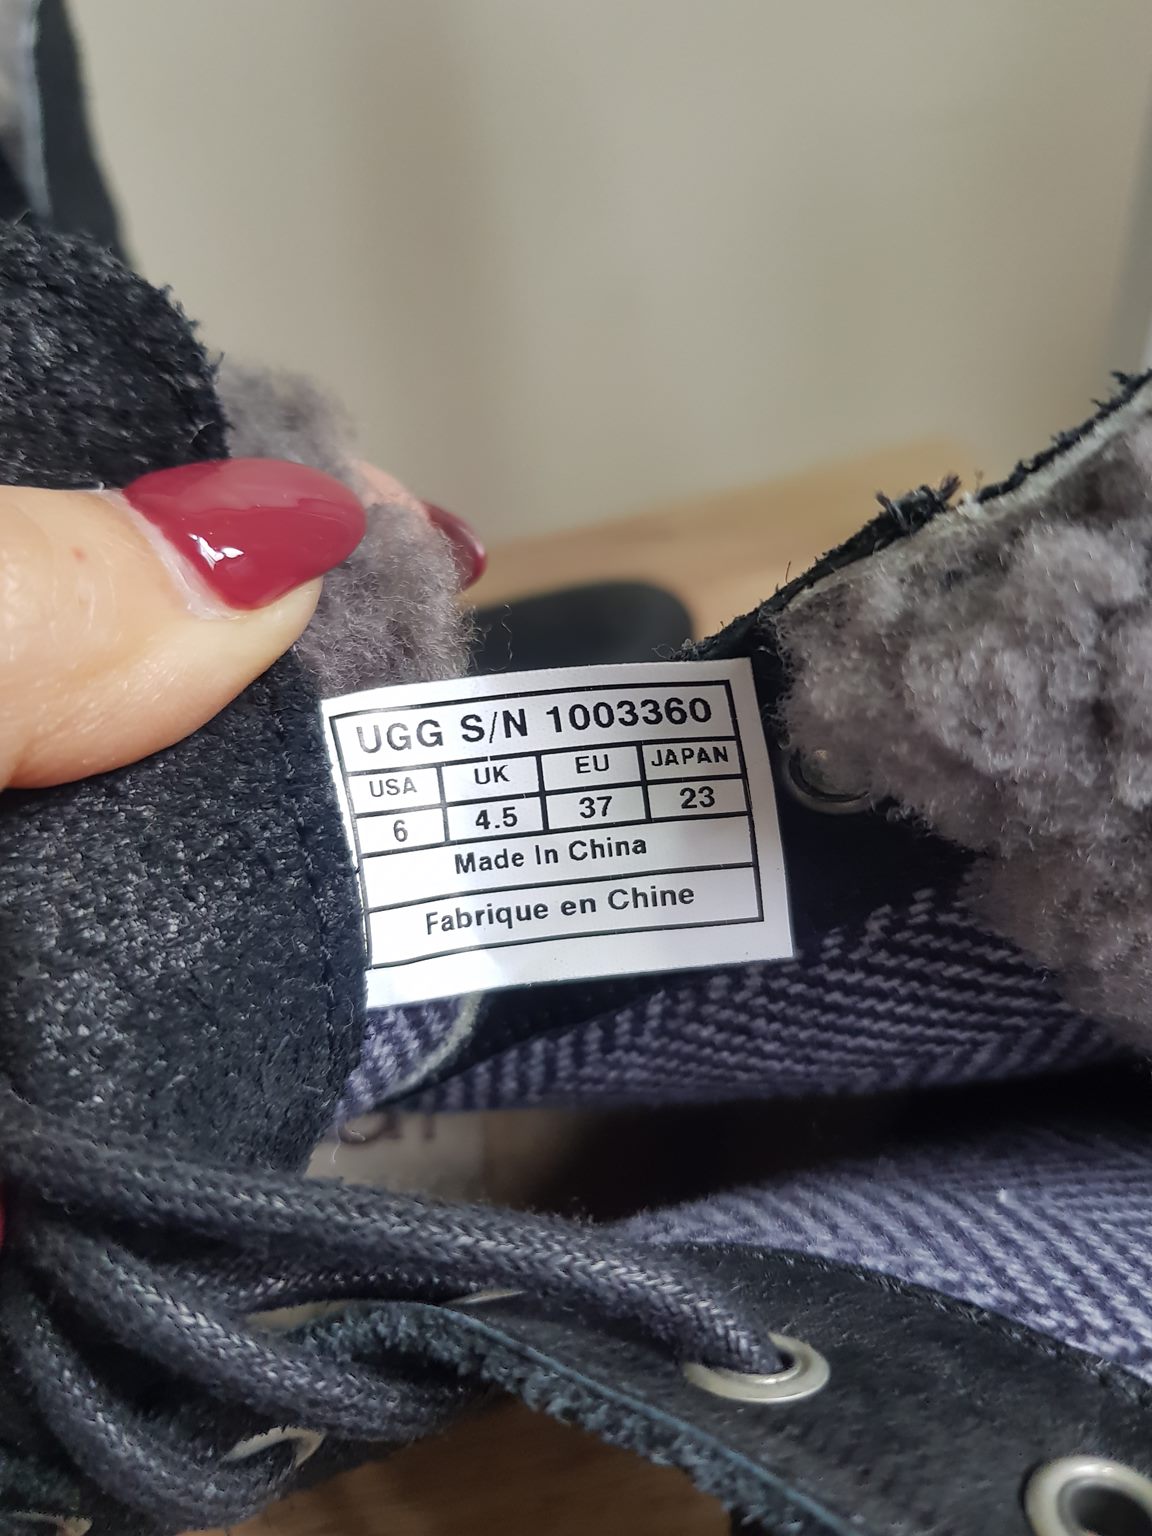 UGG S/N 1003360
USA UK EU JAPAN
6 4.5 37 23
Made In China
Fabrique en Chine